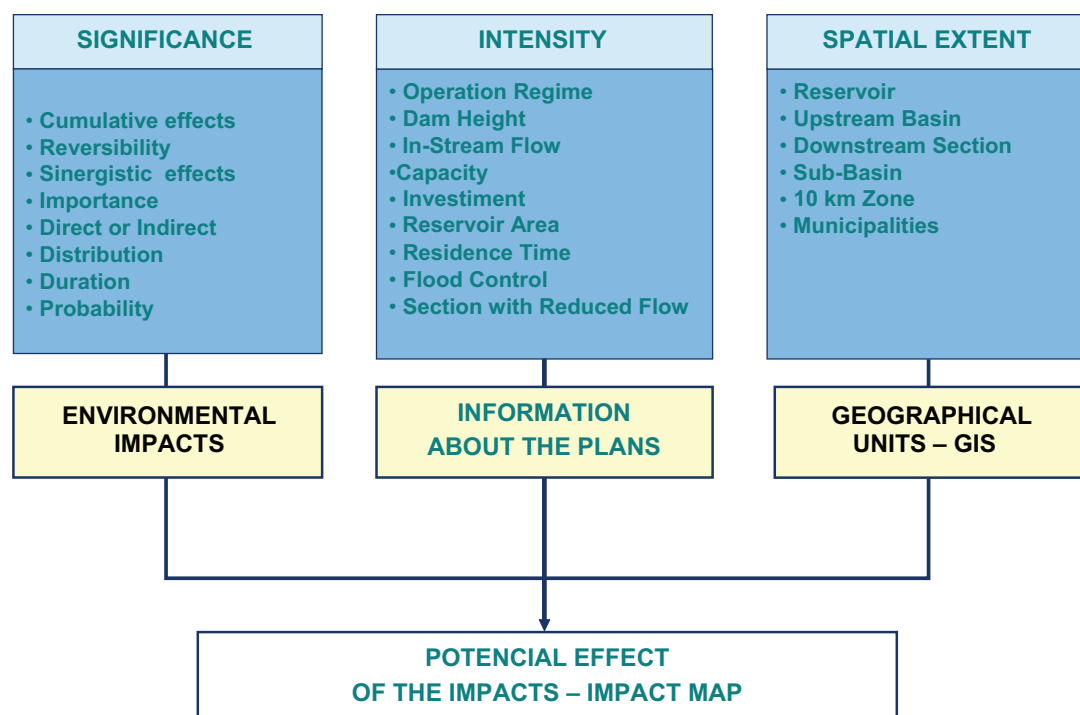 SIGNIFICANCE
• Cumulative effects
• Reversibility
• Sinergistic effects
• Importance
• Direct or Indirect
• Distribution
• Duration
• Probability
ENVIRONMENTAL
IMPACTS
INTENSITY
• Operation Regime
• Dam Height
• In-Stream Flow
•Capacity
• Investiment
• Reservoir Area
• Residence Time
• Flood Control
• Section with Reduced Flow
INFORMATION
ABOUT THE PLANS
SPATIAL EXTENT
• Reservoir
• Upstream Basin
• Downstream Section
• Sub-Basin
• 10 km Zone
• Municipalities
GEOGRAPHICAL
UNITS – GIS
POTENCIAL EFFECT
OF THE IMPACTS – IMPACT MAP